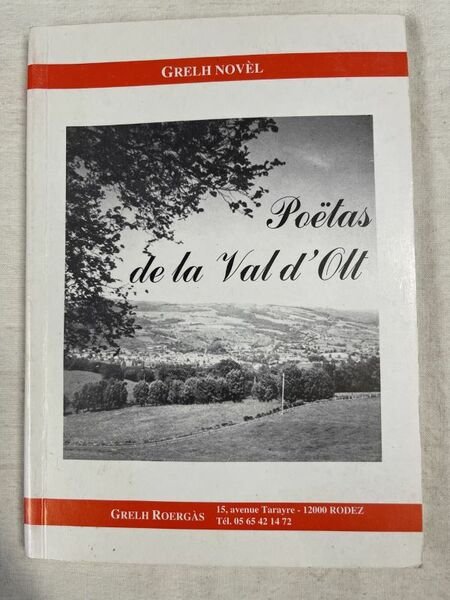 GRELH NOVÈL
Poëtas
de la Val d'Olt
GRELH ROERGÀS
15, avenue Tarayre - 12000 RODEZ
Tél. 05 65 42 14 72